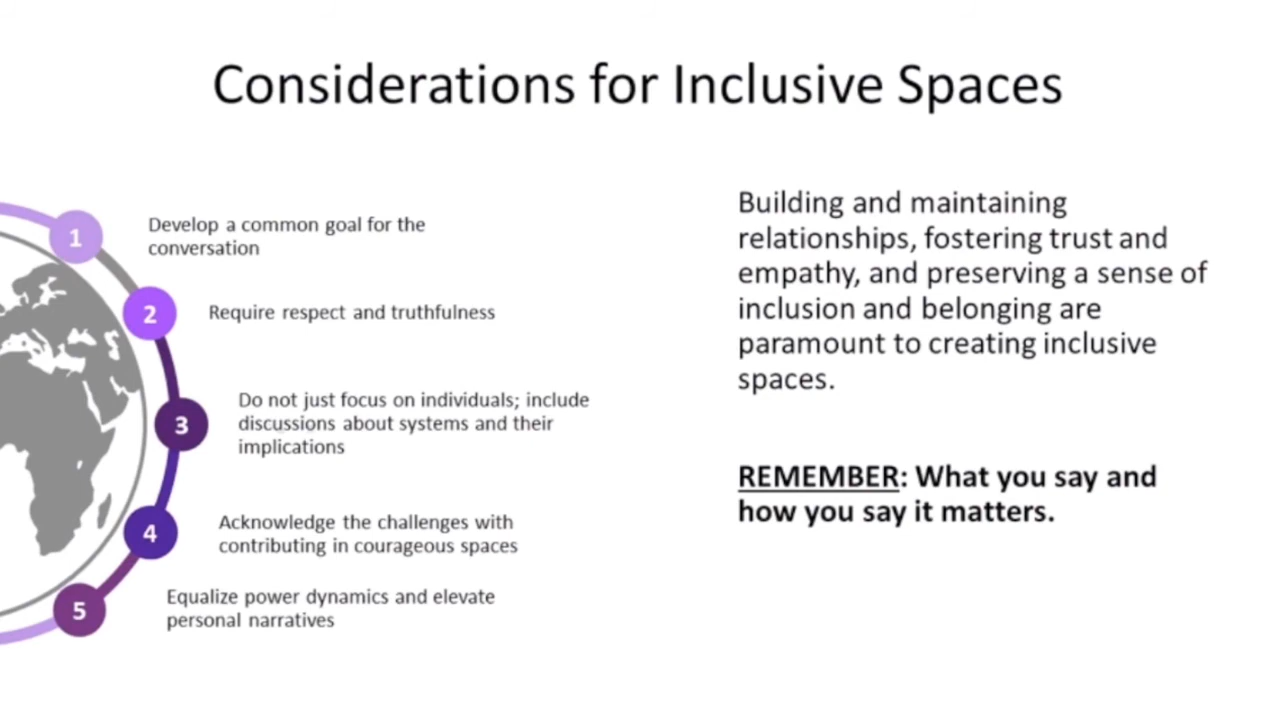 Considerations for Inclusive Spaces
1
Develop a common goal for the
conversation
2
Require respect and truthfulness
3
Do not just focus on individuals; include
discussions about systems and their
implications
4
Acknowledge the challenges with
contributing in courageous spaces
5
Equalize power dynamics and elevate
personal narratives
Building and maintaining
relationships, fostering trust and
empathy, and preserving a sense of
inclusion and belonging are
paramount to creating inclusive
spaces.
REMEMBER: What you say and
how you say it matters.